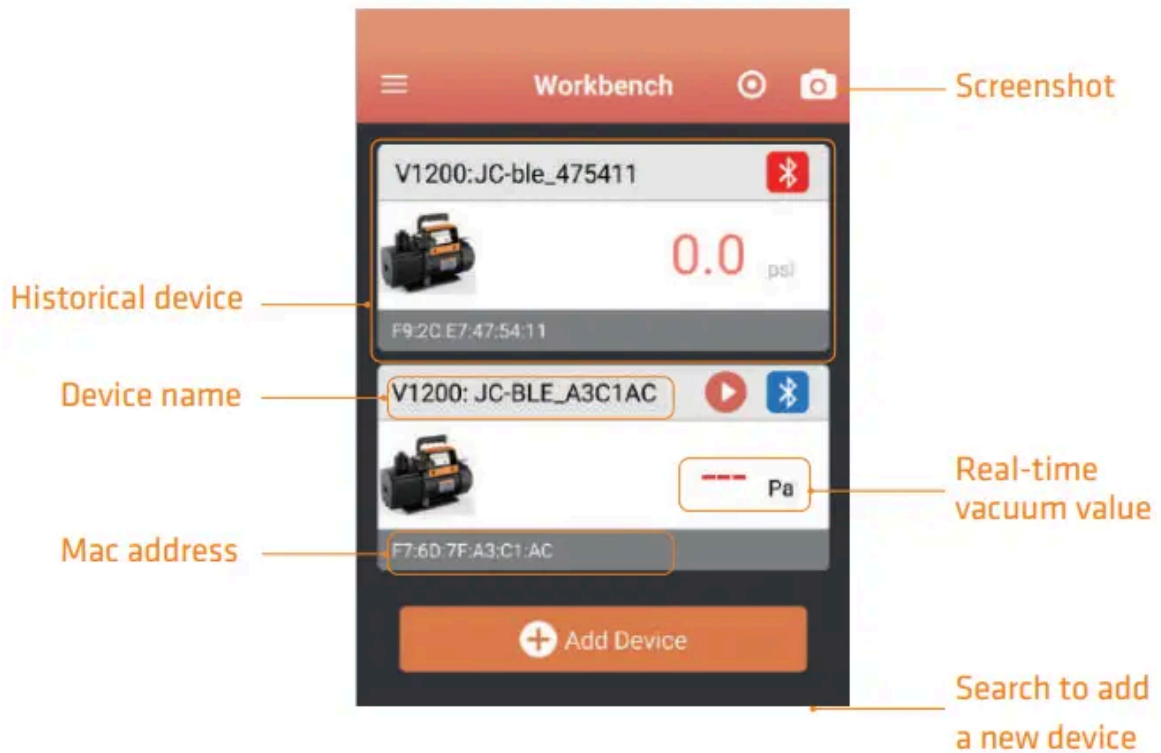 Workbench
Screenshot
V1200:JC-ble_475411
0.0 psi
Historical device
F9:2C:E7:47:54:11
Device name
V1200: JC-BLE_A3C1AC
--- Pa
Real-time
vacuum value
Mac address
F7:6D:7F:A3:C1:AC
Add Device
Search to add
a new device